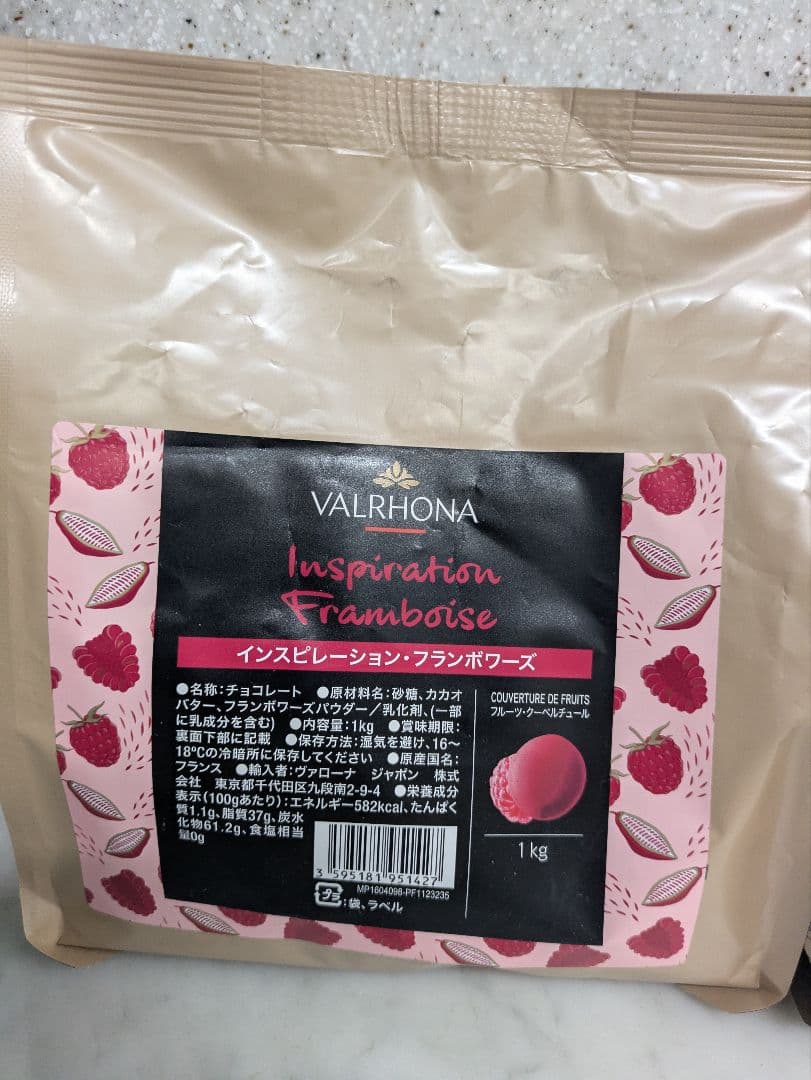 VALRHONA
Inspiration
Framboise
インスピレーション・フランボワーズ
●名称：チョコレート ●原材料名：砂糖、カカオ
バター、フランボワーズパウダー／乳化剤、(一部
に乳成分を含む) ●内容量：1kg ●賞味期限：
裏面下部に記載 ●保存方法：湿気を避け、16～
18℃の冷暗所に保存してください ●原産国名：
フランス ●輸入者：ヴァローナ ジャポン 株式
会社 東京都千代田区九段南2-9-4 ●栄養成分
表示(100gあたり)：エネルギー582kcal、たんぱく
質1.1g、脂質37g、炭水
化物61.2g、食塩相当
量0g
3 595181 951427
MP1604098-PF1123235
プラ
：袋、ラベル
COUVERTURE DE FRUITS
フルーツ・クーベルチュール
1 kg